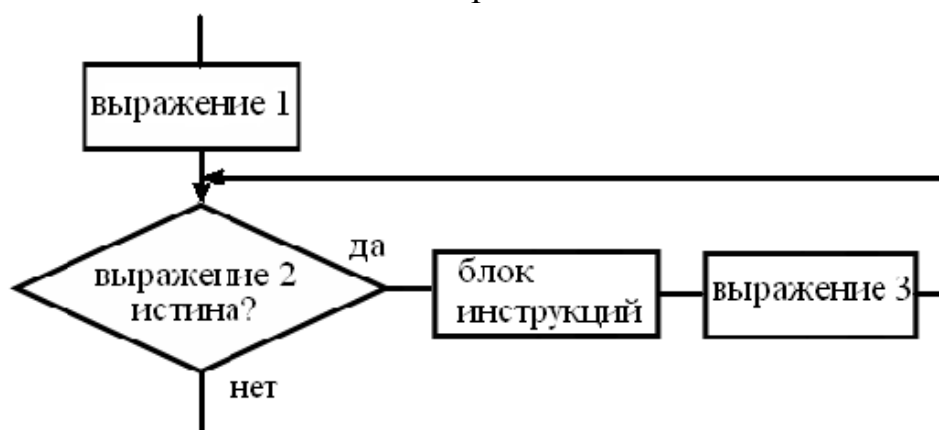 выражение 1
да
выражение 2
истина?
блок
инструкций
выражение 3
нет